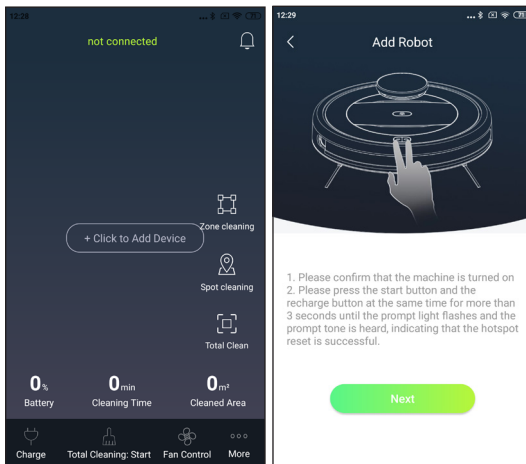 12:28
71
not connected
+ Click to Add Device
Zone cleaning
Spot cleaning
Total Clean
0%
0min
0m²
Battery
Cleaning Time
Cleaned Area
Charge
Total Cleaning: Start
Fan Control
More
12:29
71
Add Robot
1. Please confirm that the machine is turned on
2. Please press the start button and the
recharge button at the same time for more than
3 seconds until the prompt light flashes and the
prompt tone is heard, indicating that the hotspot
reset is successful.
Next